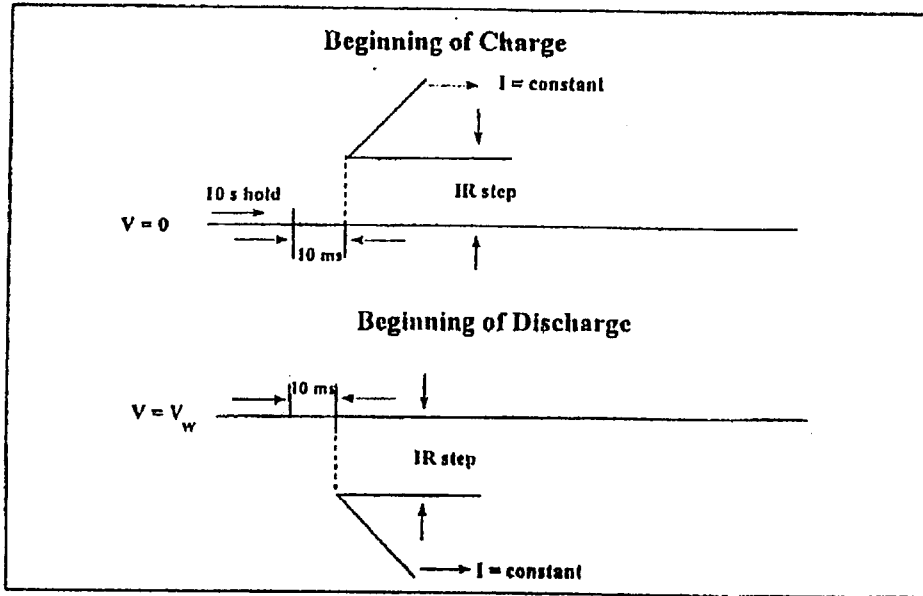 Beginning of Charge
I = constant
10 s hold
IR step
V = 0
10 ms
Beginning of Discharge
10 ms
V = V_w
IR step
I = constant